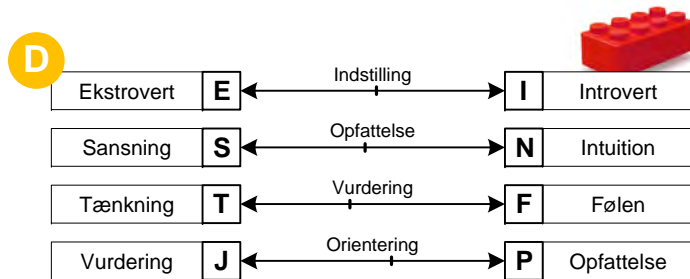 D
Ekstrovert E Indstilling I Introvert
Sansning S Opfattelse N Intuition
Tænkning T Vurdering F Følen
Vurdering J Orientering P Opfattelse